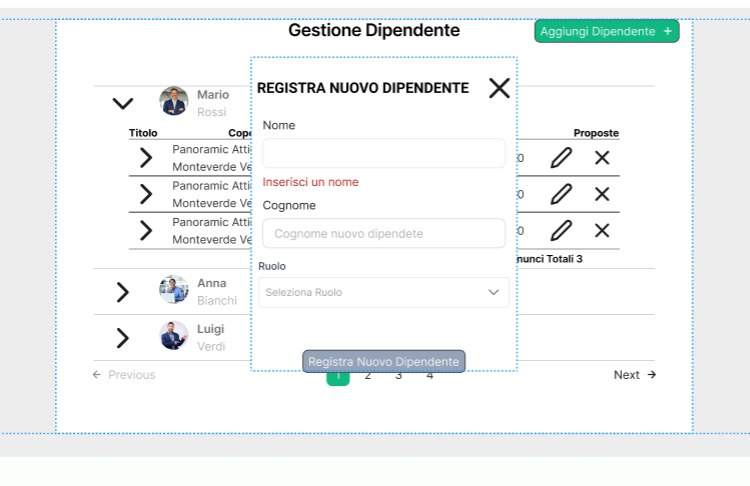 Gestione Dipendente
Aggiungi Dipendente +
REGISTRA NUOVO DIPENDENTE
Mario
Rossi
Nome
Titolo
Proposte
Panoramic Atti
Monteverde Ve
0
Inserisci un nome
Panoramic Atti
Monteverde Ve
0
Cognome
Panoramic Atti
Monteverde Ve
0
Cognome nuovo dipendete
nunci Totali 3
Ruolo
Anna
Bianchi
Seleziona Ruolo
Luigi
Verdi
Registra Nuovo Dipendente
← Previous
1 2 3 4
Next →